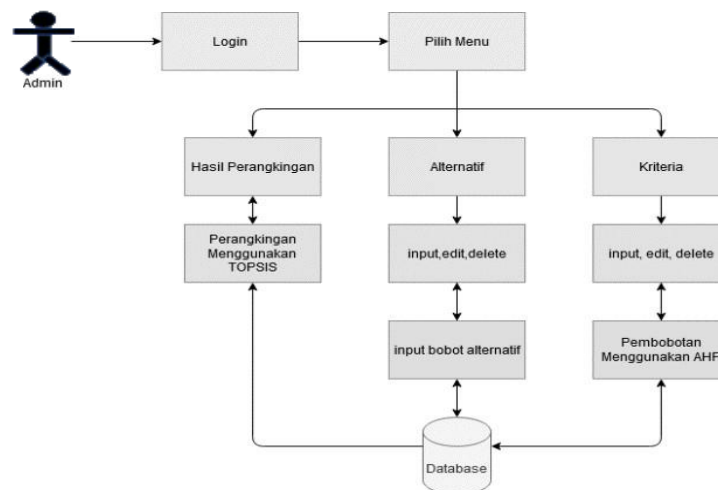 Login
Pilih Menu
Admin
Hasil Perangkingan
Alternatif
Kriteria
Perangkingan
Menggunakan
TOPSIS
input,edit,delete
input, edit, delete
input bobot alternatif
Pembobotan
Menggunakan AHP
Database